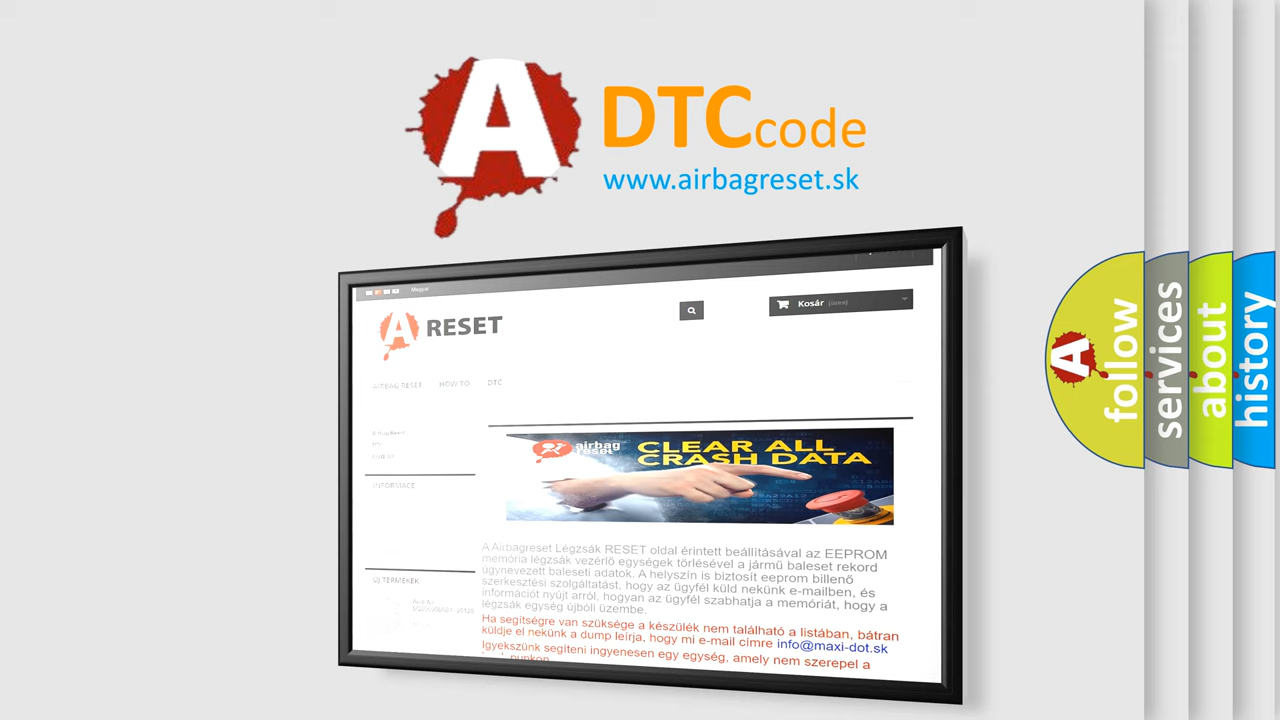 A DTCcode
www.airbagreset.sk
Magyar
A RESET
Kosár (üres)
AIRBAG RESET HOW TO DTC
airbag
reset
CLEAR ALL
CRASH DATA
INFORMACE
A Airbagreset Légzsák RESET oldal érintett beállításával az EEPROM
memória légzsák vezérlő egységek törlésével a jármű baleset rekord
úgynevezett baleseti adatok. A helyszín is biztosít eeprom billenő
szerkesztési szolgáltatást, hogy az ügyfél küld nekünk e-mailben, és
információt nyújt arról, hogyan az ügyfél szabhatja a memóriát, hogy a
légzsák egység újbóli üzembe.
Ha segítségre van szüksége a készülék nem található a listában, bátran
küldje el nekünk a dump leírja, hogy mi e-mail címre info@maxi-dot.sk
Igyekszünk segíteni ingyenesen egy egység, amely nem szerepel a
ÚJ TERMÉKEK
A follow
services
about
history